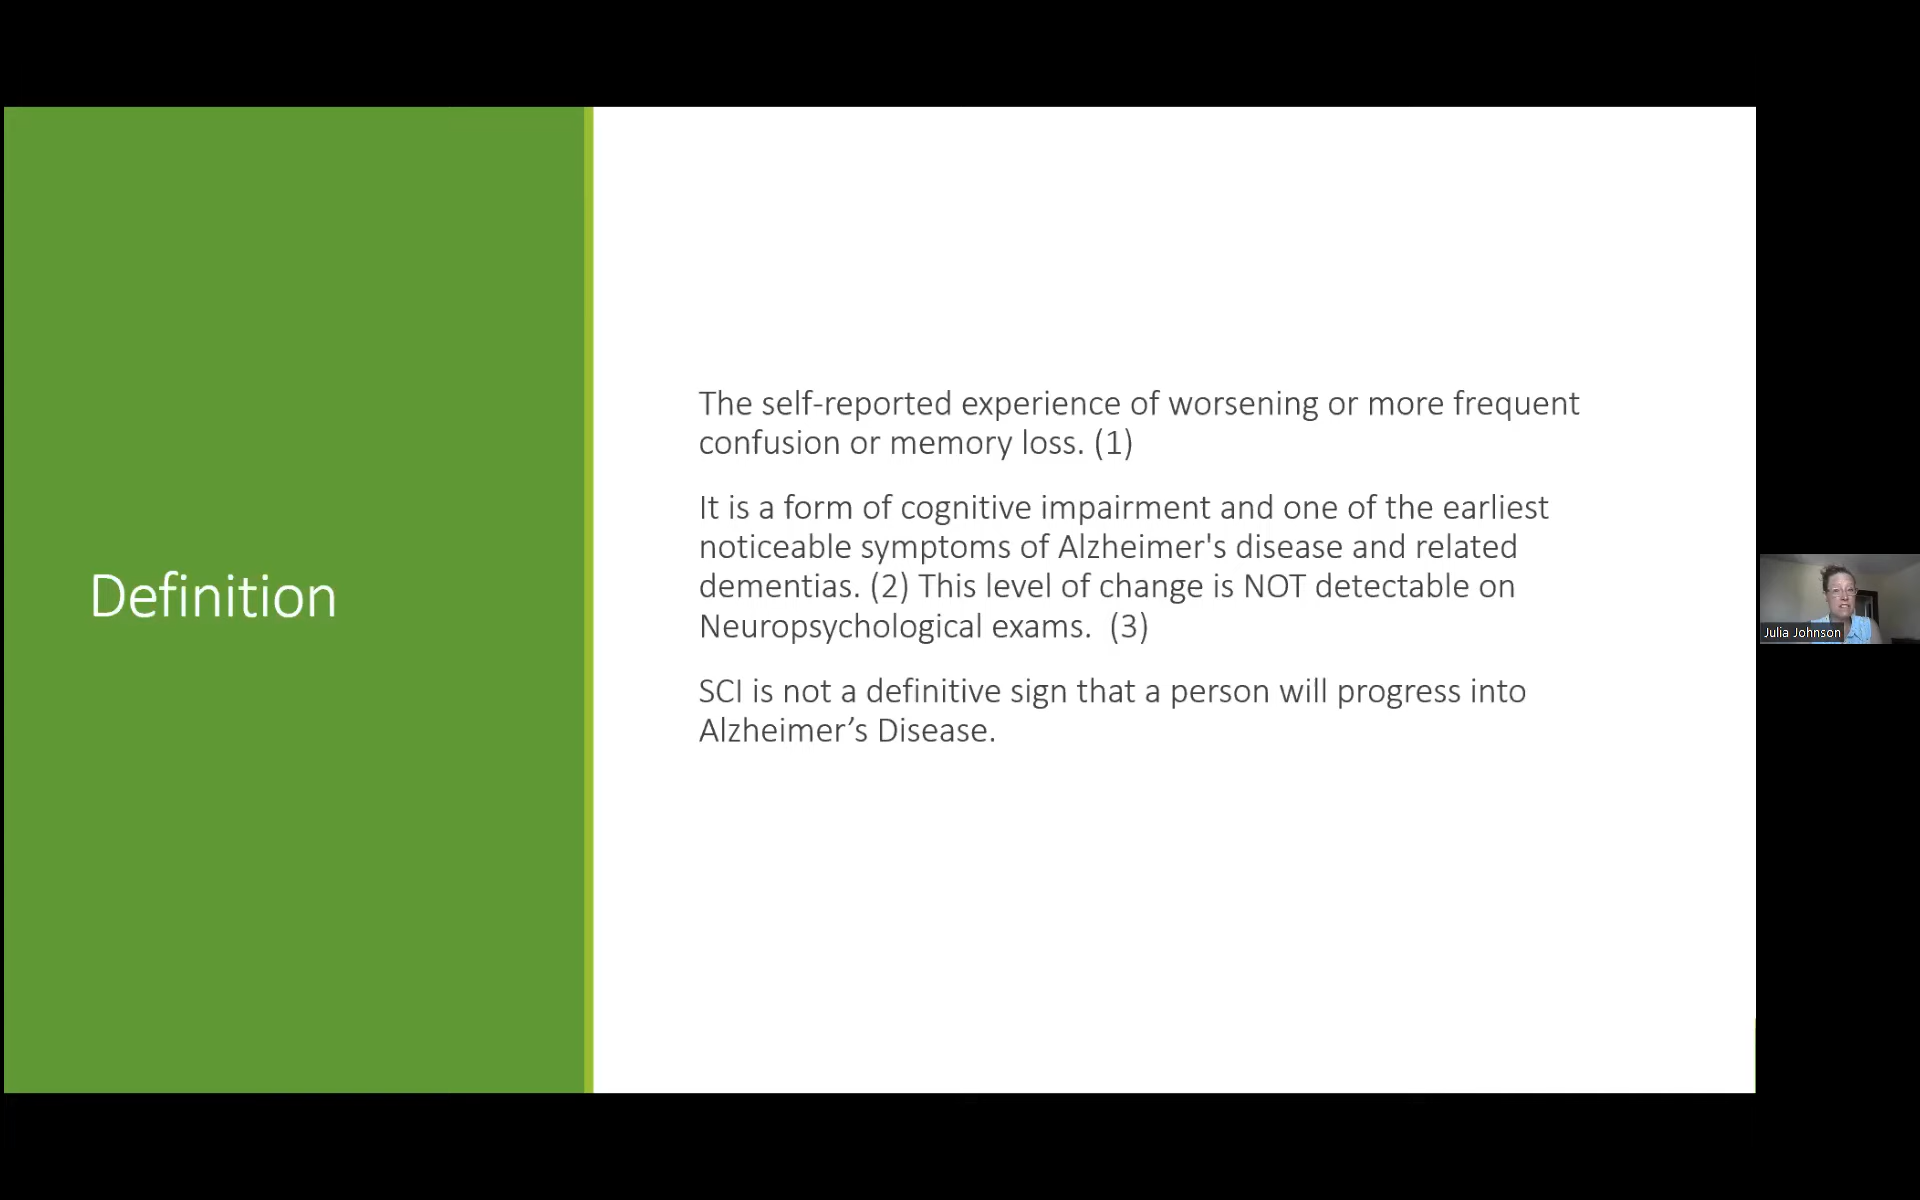 Definition
The self-reported experience of worsening or more frequent
confusion or memory loss. (1)
It is a form of cognitive impairment and one of the earliest
noticeable symptoms of Alzheimer's disease and related
dementias. (2) This level of change is NOT detectable on
Neuropsychological exams.  (3)
SCI is not a definitive sign that a person will progress into
Alzheimer’s Disease.
Julia Johnson